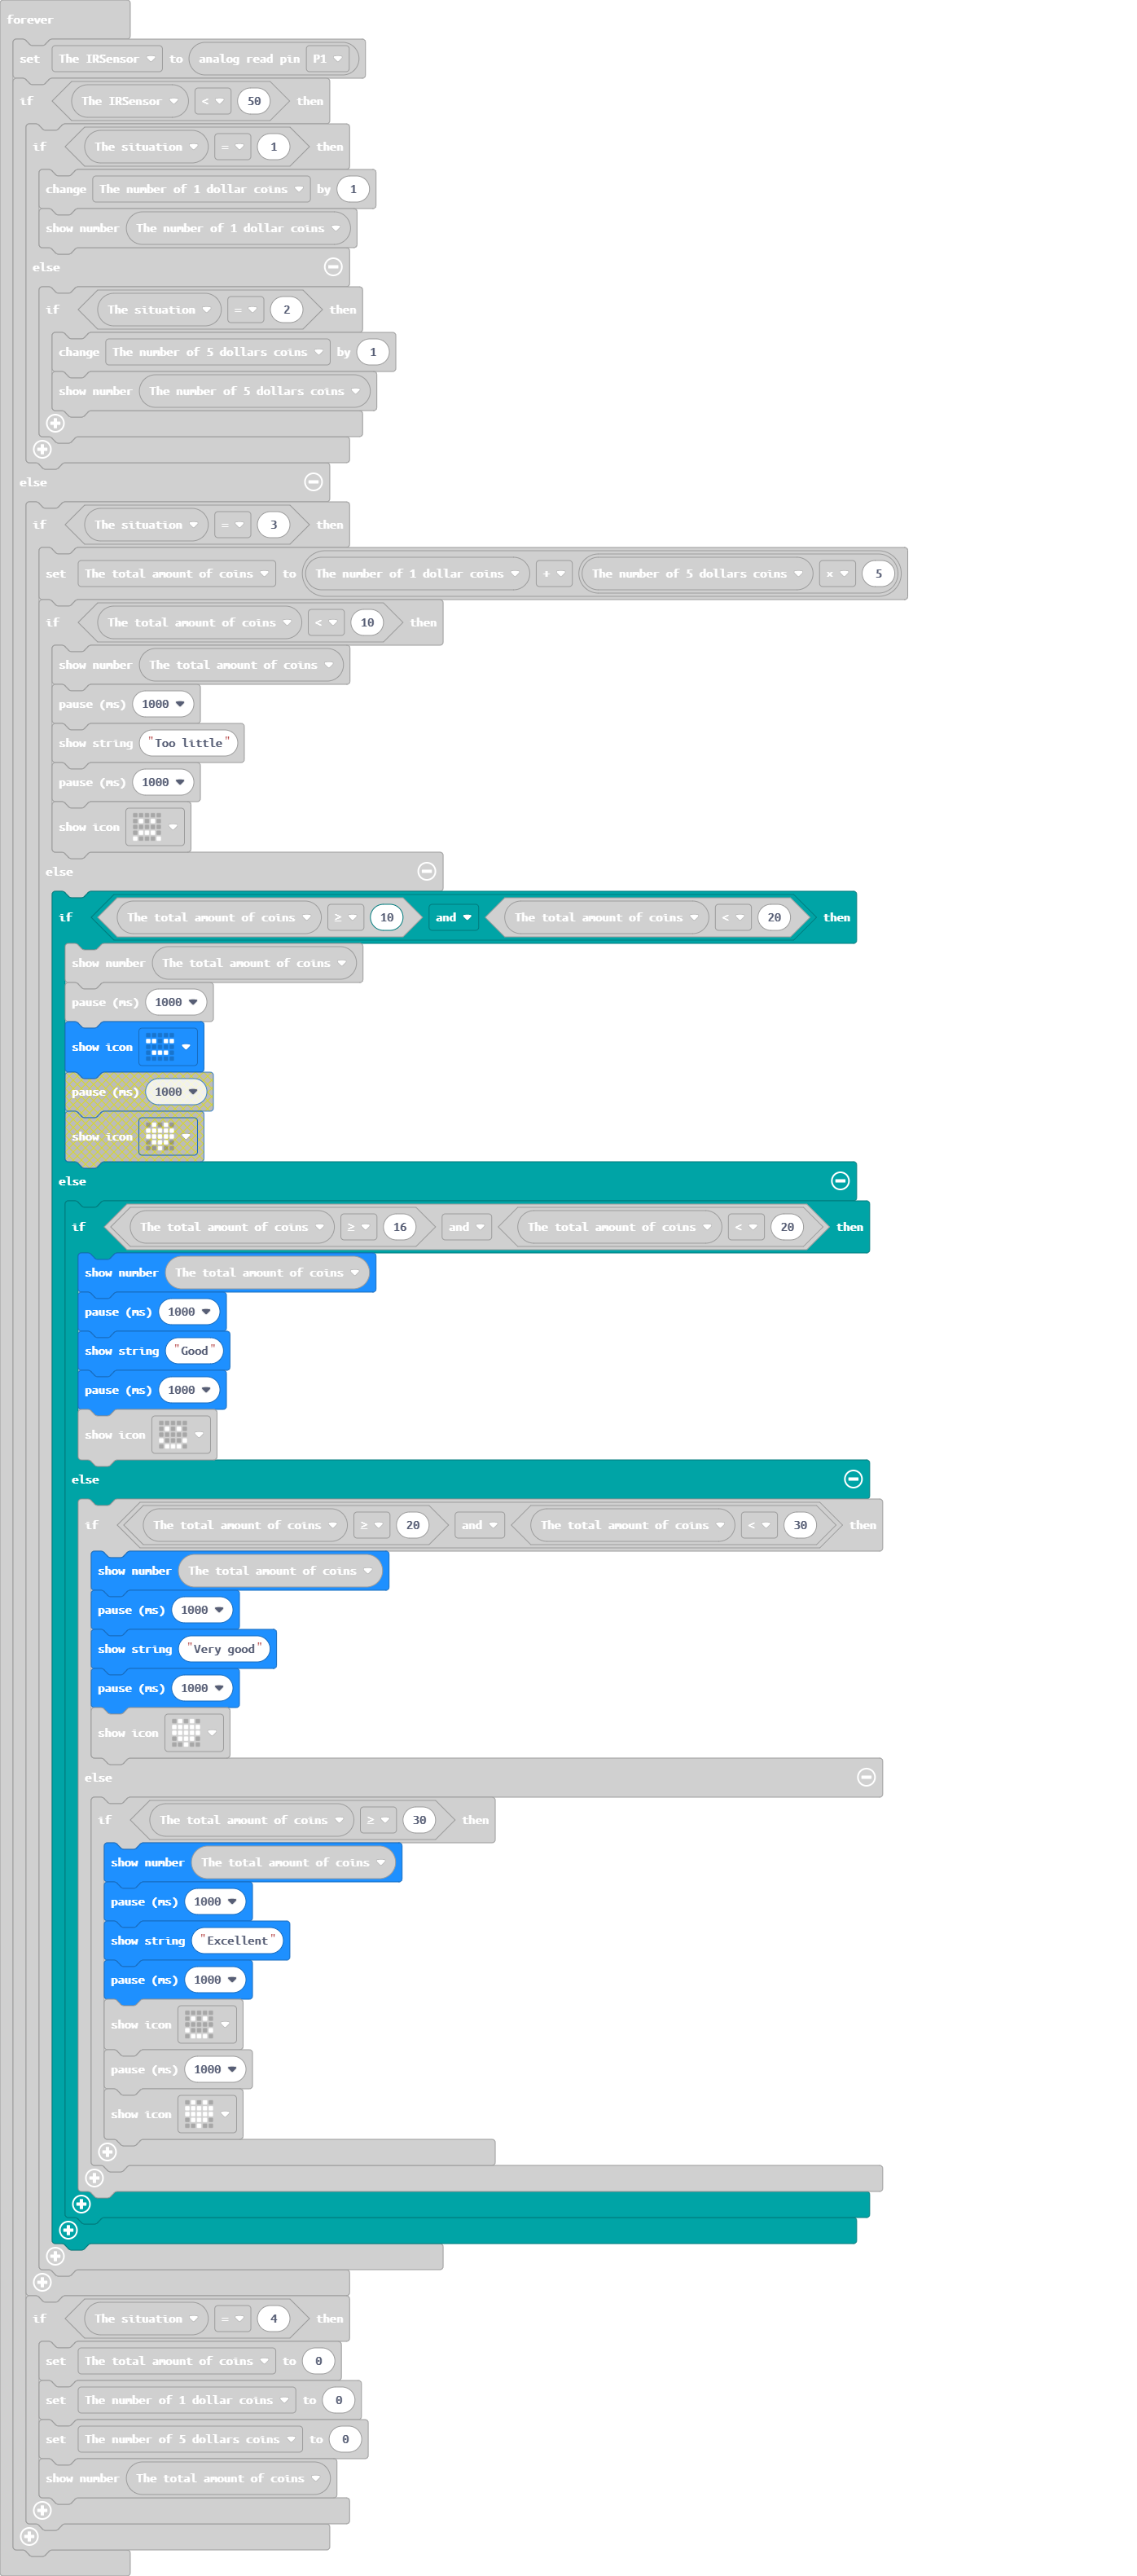 forever
set The IRSensor to analog read pin P1
if The IRSensor < 50 then
if The situation = 1 then
change The number of 1 dollar coins by 1
show number The number of 1 dollar coins
else
if The situation = 2 then
change The number of 5 dollars coins by 1
show number The number of 5 dollars coins
else
if The situation = 3 then
set The total amount of coins to The number of 1 dollar coins + The number of 5 dollars coins × 5
if The total amount of coins < 10 then
show number The total amount of coins
pause (ms) 1000
show string "Too little"
pause (ms) 1000
show icon
else
if The total amount of coins ≥ 10 and The total amount of coins < 20 then
show number The total amount of coins
pause (ms) 1000
show icon
pause (ms) 1000
show icon
else
if The total amount of coins ≥ 16 and The total amount of coins < 20 then
show number The total amount of coins
pause (ms) 1000
show string "Good"
pause (ms) 1000
show icon
else
if The total amount of coins ≥ 20 and The total amount of coins < 30 then
show number The total amount of coins
pause (ms) 1000
show string "Very good"
pause (ms) 1000
show icon
else
if The total amount of coins ≥ 30 then
show number The total amount of coins
pause (ms) 1000
show string "Excellent"
pause (ms) 1000
show icon
pause (ms) 1000
show icon
if The situation = 4 then
set The total amount of coins to 0
set The number of 1 dollar coins to 0
set The number of 5 dollars coins to 0
show number The total amount of coins